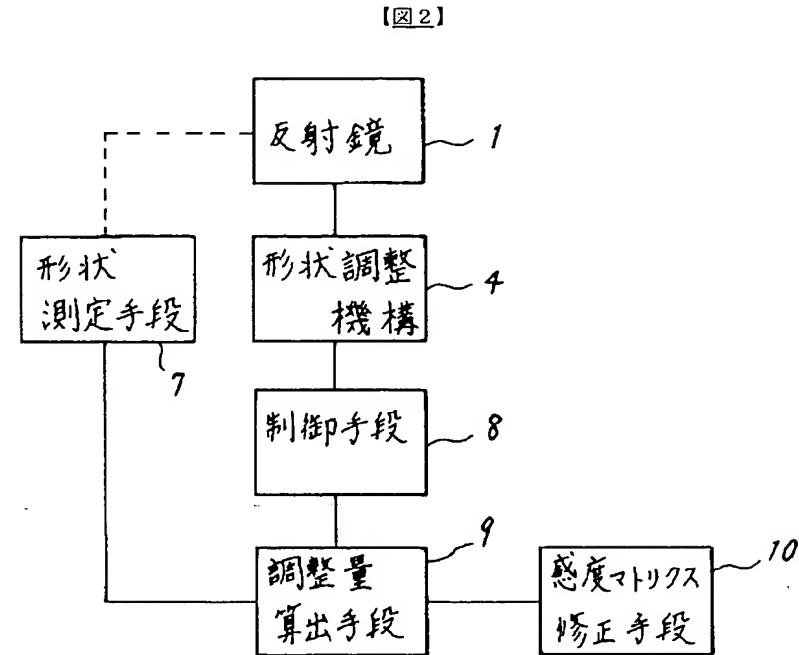 【図2】
反射鏡
1
形状
測定手段
7
形状調整
機構
4
制御手段
8
調整量
算出手段
9
感度マトリクス
修正手段
10